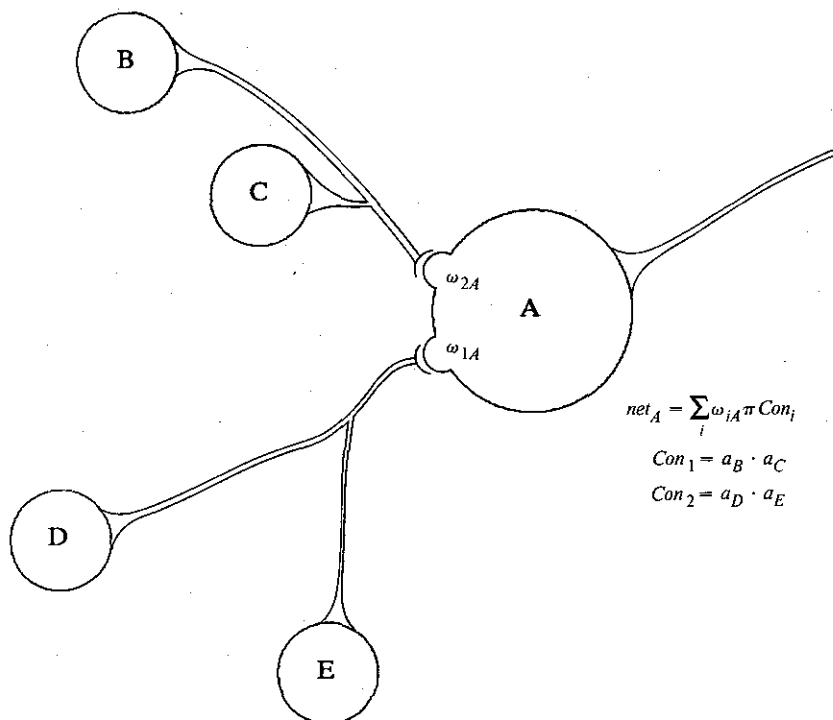 B
C
ω2A
A
ω1A
netA = ∑i ωiA π Coni
Con1 = aB · aC
Con2 = aD · aE
D
E